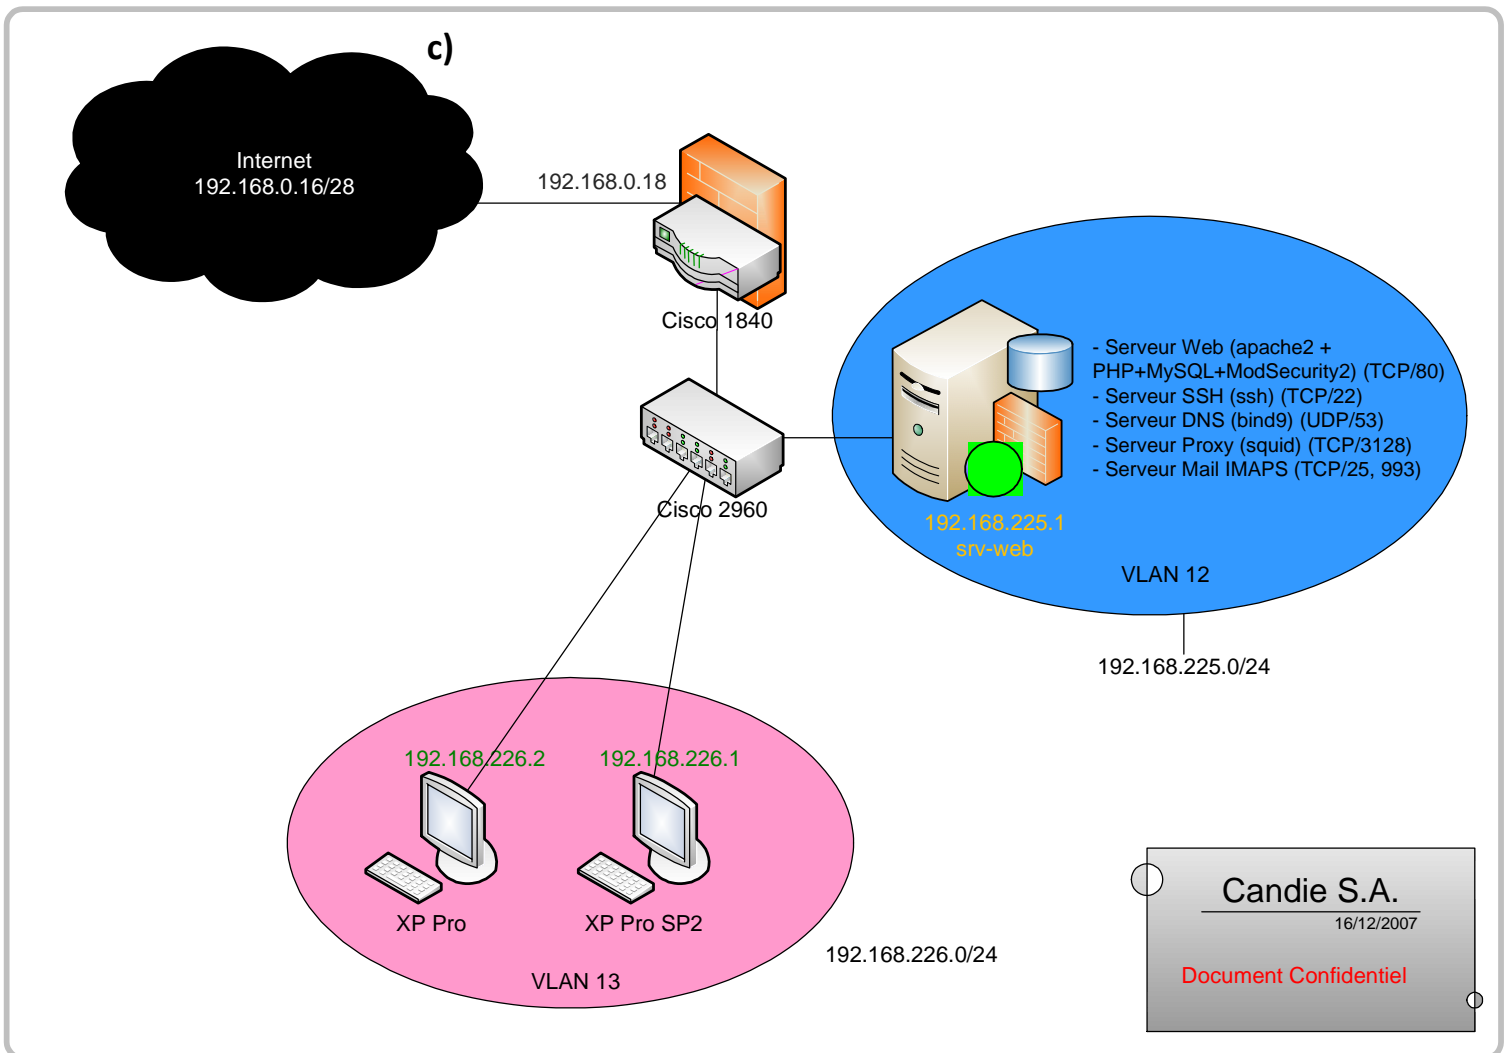 c)
Internet
192.168.0.16/28
192.168.0.18
Cisco 1840
- Serveur Web (apache2 +
PHP+MySQL+ModSecurity2) (TCP/80)
- Serveur SSH (ssh) (TCP/22)
- Serveur DNS (bind9) (UDP/53)
- Serveur Proxy (squid) (TCP/3128)
- Serveur Mail IMAPS (TCP/25, 993)
Cisco 2960
192.168.225.1
srv-web
VLAN 12
192.168.225.0/24
192.168.226.2
192.168.226.1
XP Pro
XP Pro SP2
192.168.226.0/24
VLAN 13
Candie S.A.
16/12/2007
Document Confidentiel